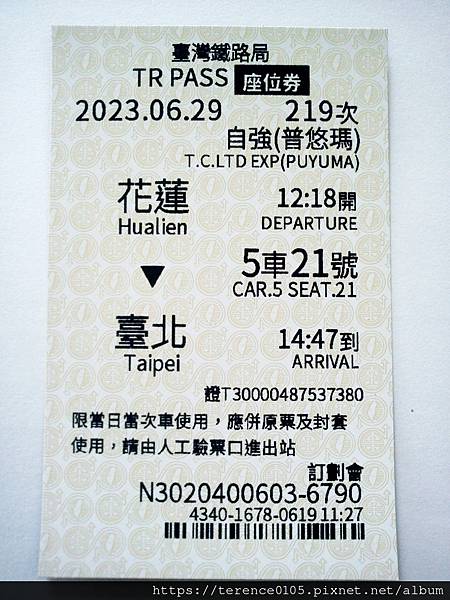 臺灣鐵路局
TR PASS 座位券
2023.06.29 219次
自強(普悠瑪)
T.C.LTD EXP(PUYUMA)
花蓮 12:18開
Hualien DEPARTURE
5車21號
CAR.5 SEAT.21
臺北 14:47到
Taipei ARRIVAL
證T30000487537380
限當日當次車使用，應併原票及封套
使用，請由人工驗票口進出站
訂劃會
N3020400603-6790
4340-1678-0619 11:27
https://terence0105.pixnet.net/album